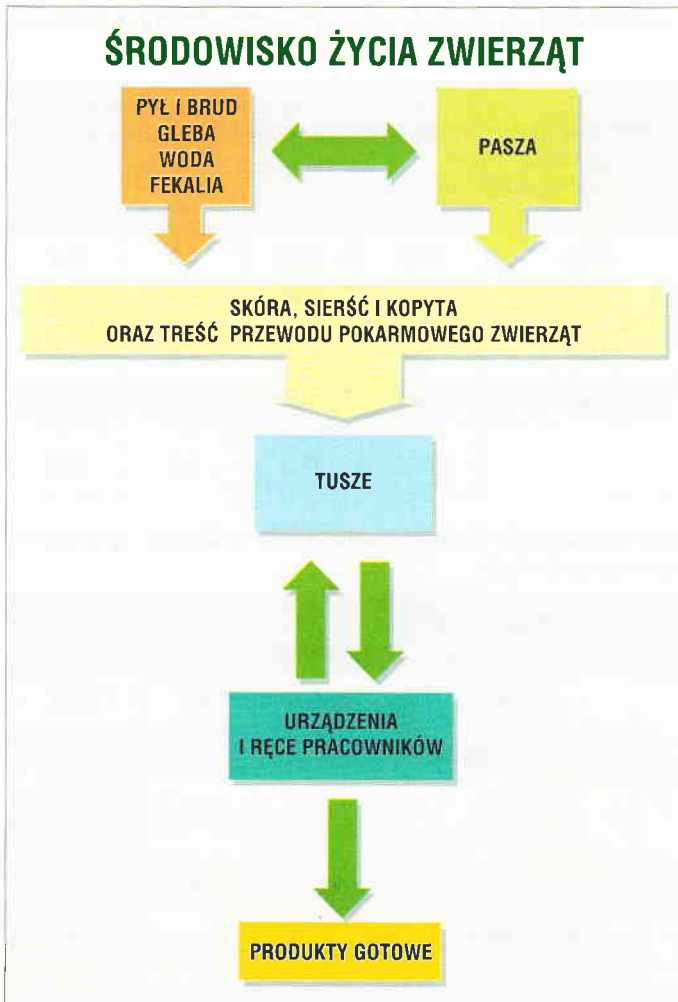 ŚRODOWISKO ŻYCIA ZWIERZĄT
PYŁ I BRUD
GLEBA
WODA
FEKALIA
PASZA
SKÓRA, SIERŚĆ I KOPYTA
ORAZ TREŚĆ PRZEWODU POKARMOWEGO ZWIERZĄT
TUSZE
URZĄDZENIA
I RĘCE PRACOWNIKÓW
PRODUKTY GOTOWE